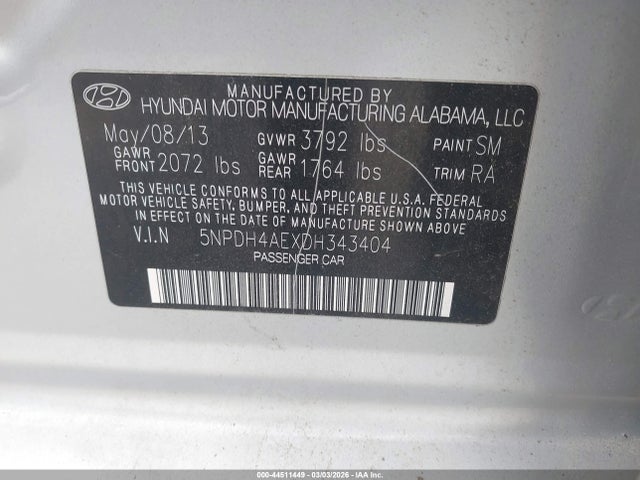 MANUFACTURED BY
HYUNDAI MOTOR MANUFACTURING ALABAMA, LLC
May/08/13 GVWR 3792 lbs PAINT SM
GAWR FRONT 2072 lbs GAWR REAR 1764 lbs TRIM RA
THIS VEHICLE CONFORMS TO ALL APPLICABLE U.S.A. FEDERAL
MOTOR VEHICLE SAFETY, BUMPER, AND THEFT PREVENTION STANDARDS
IN EFFECT ON THE DATE OF MANUFACTURE SHOWN ABOVE.
V.I.N 5NPDH4AEXDH343404
PASSENGER CAR
000-44511449 - 03/03/2026 - IAAI.COM